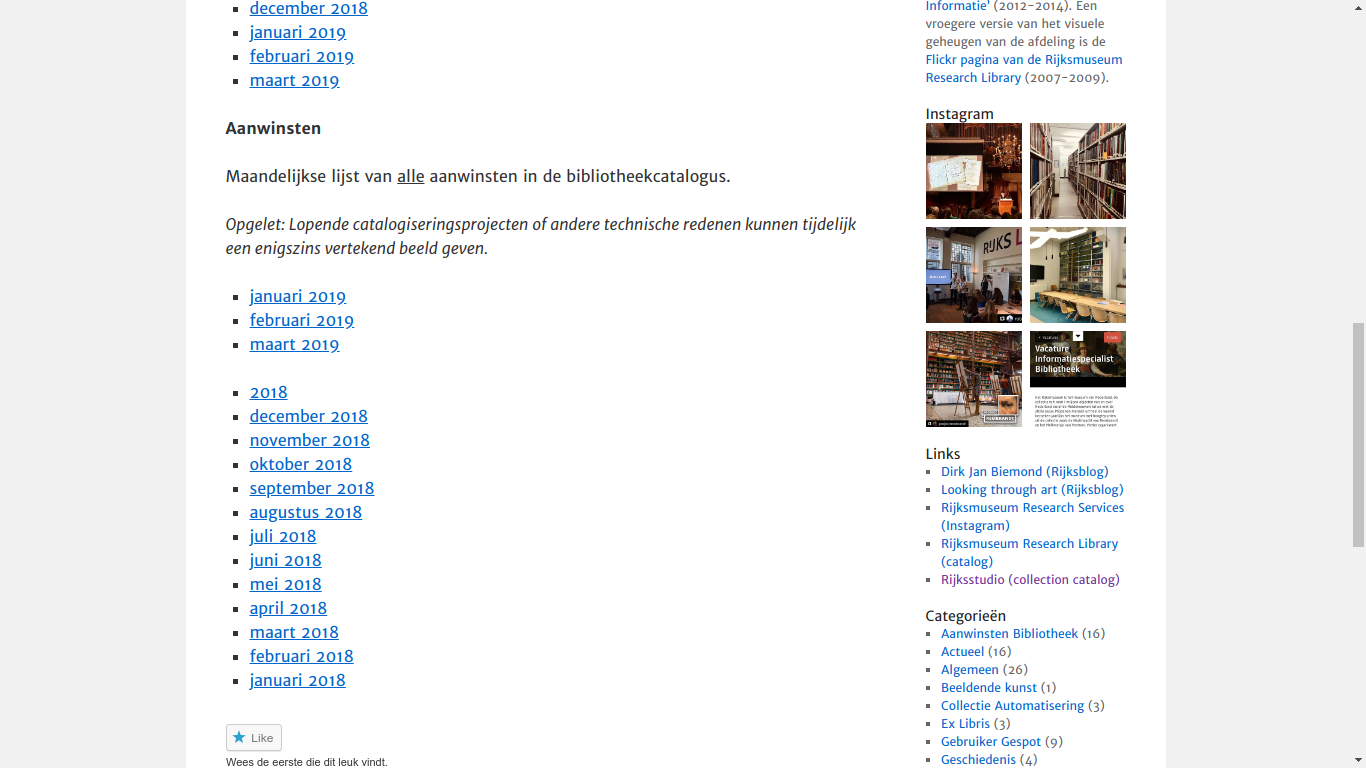 december 2018
januari 2019
februari 2019
maart 2019
Aanwinsten
Maandelijkse lijst van alle aanwinsten in de bibliotheekcatalogus.
Opgelet: Lopende catalogiseringsprojecten of andere technische redenen kunnen tijdelijk
een enigszins vertekend beeld geven.
januari 2019
februari 2019
maart 2019
2018
december 2018
november 2018
oktober 2018
september 2018
augustus 2018
juli 2018
juni 2018
mei 2018
april 2018
maart 2018
februari 2018
januari 2018
Like
Wees de eerste die dit leuk vindt.
Informatie' (2012-2014). Een
vroegere versie van het visuele
geheugen van de afdeling is de
Flickr pagina van de Rijksmuseum
Research Library (2007-2009).
Instagram
RIJKS
Vacature
Informatiespecialist
Bibliotheek
REMBRANDT
Links
Dirk Jan Biemond (Rijksblog)
Looking through art (Rijksblog)
Rijksmuseum Research Services
(Instagram)
Rijksmuseum Research Library
(catalog)
Rijksstudio (collection catalog)
Categorieën
Aanwinsten Bibliotheek (16)
Actueel (16)
Algemeen (26)
Beeldende kunst (1)
Collectie Automatisering (3)
Ex Libris (3)
Gebruiker Gespot (9)
Geschiedenis (4)